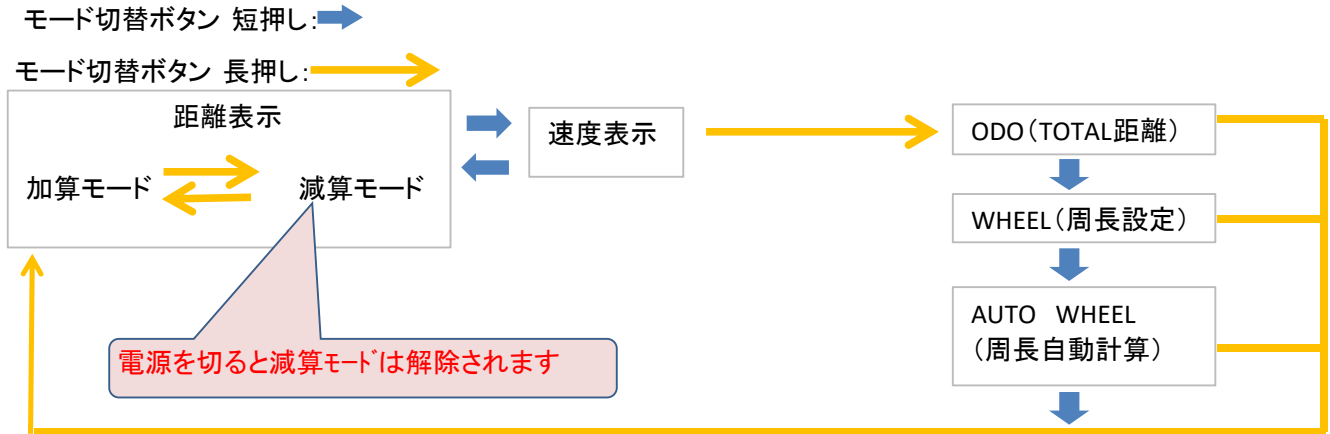 モード切替ボタン 短押し:
モード切替ボタン 長押し:
距離表示
加算モード
減算モード
速度表示
ODO(TOTAL距離)
WHEEL(周長設定)
AUTO WHEEL
(周長自動計算)
電源を切ると減算ﾓｰﾄﾞは解除されます